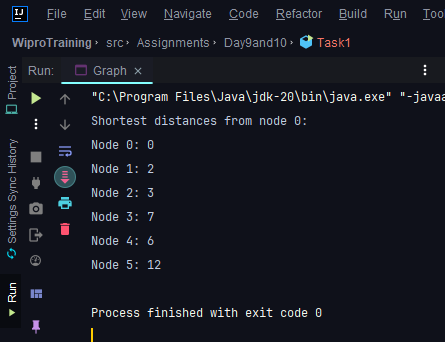 IJ File Edit View Navigate Code Refactor Build Run Too
WiproTraining › src › Assignments › Day9and10 › Task1
Run: Graph ×
Project
Settings Sync History
Run
"C:\Program Files\Java\jdk-20\bin\java.exe" "-javaa
Shortest distances from node 0:
Node 0: 0
Node 1: 2
Node 2: 3
Node 3: 7
Node 4: 6
Node 5: 12
Process finished with exit code 0